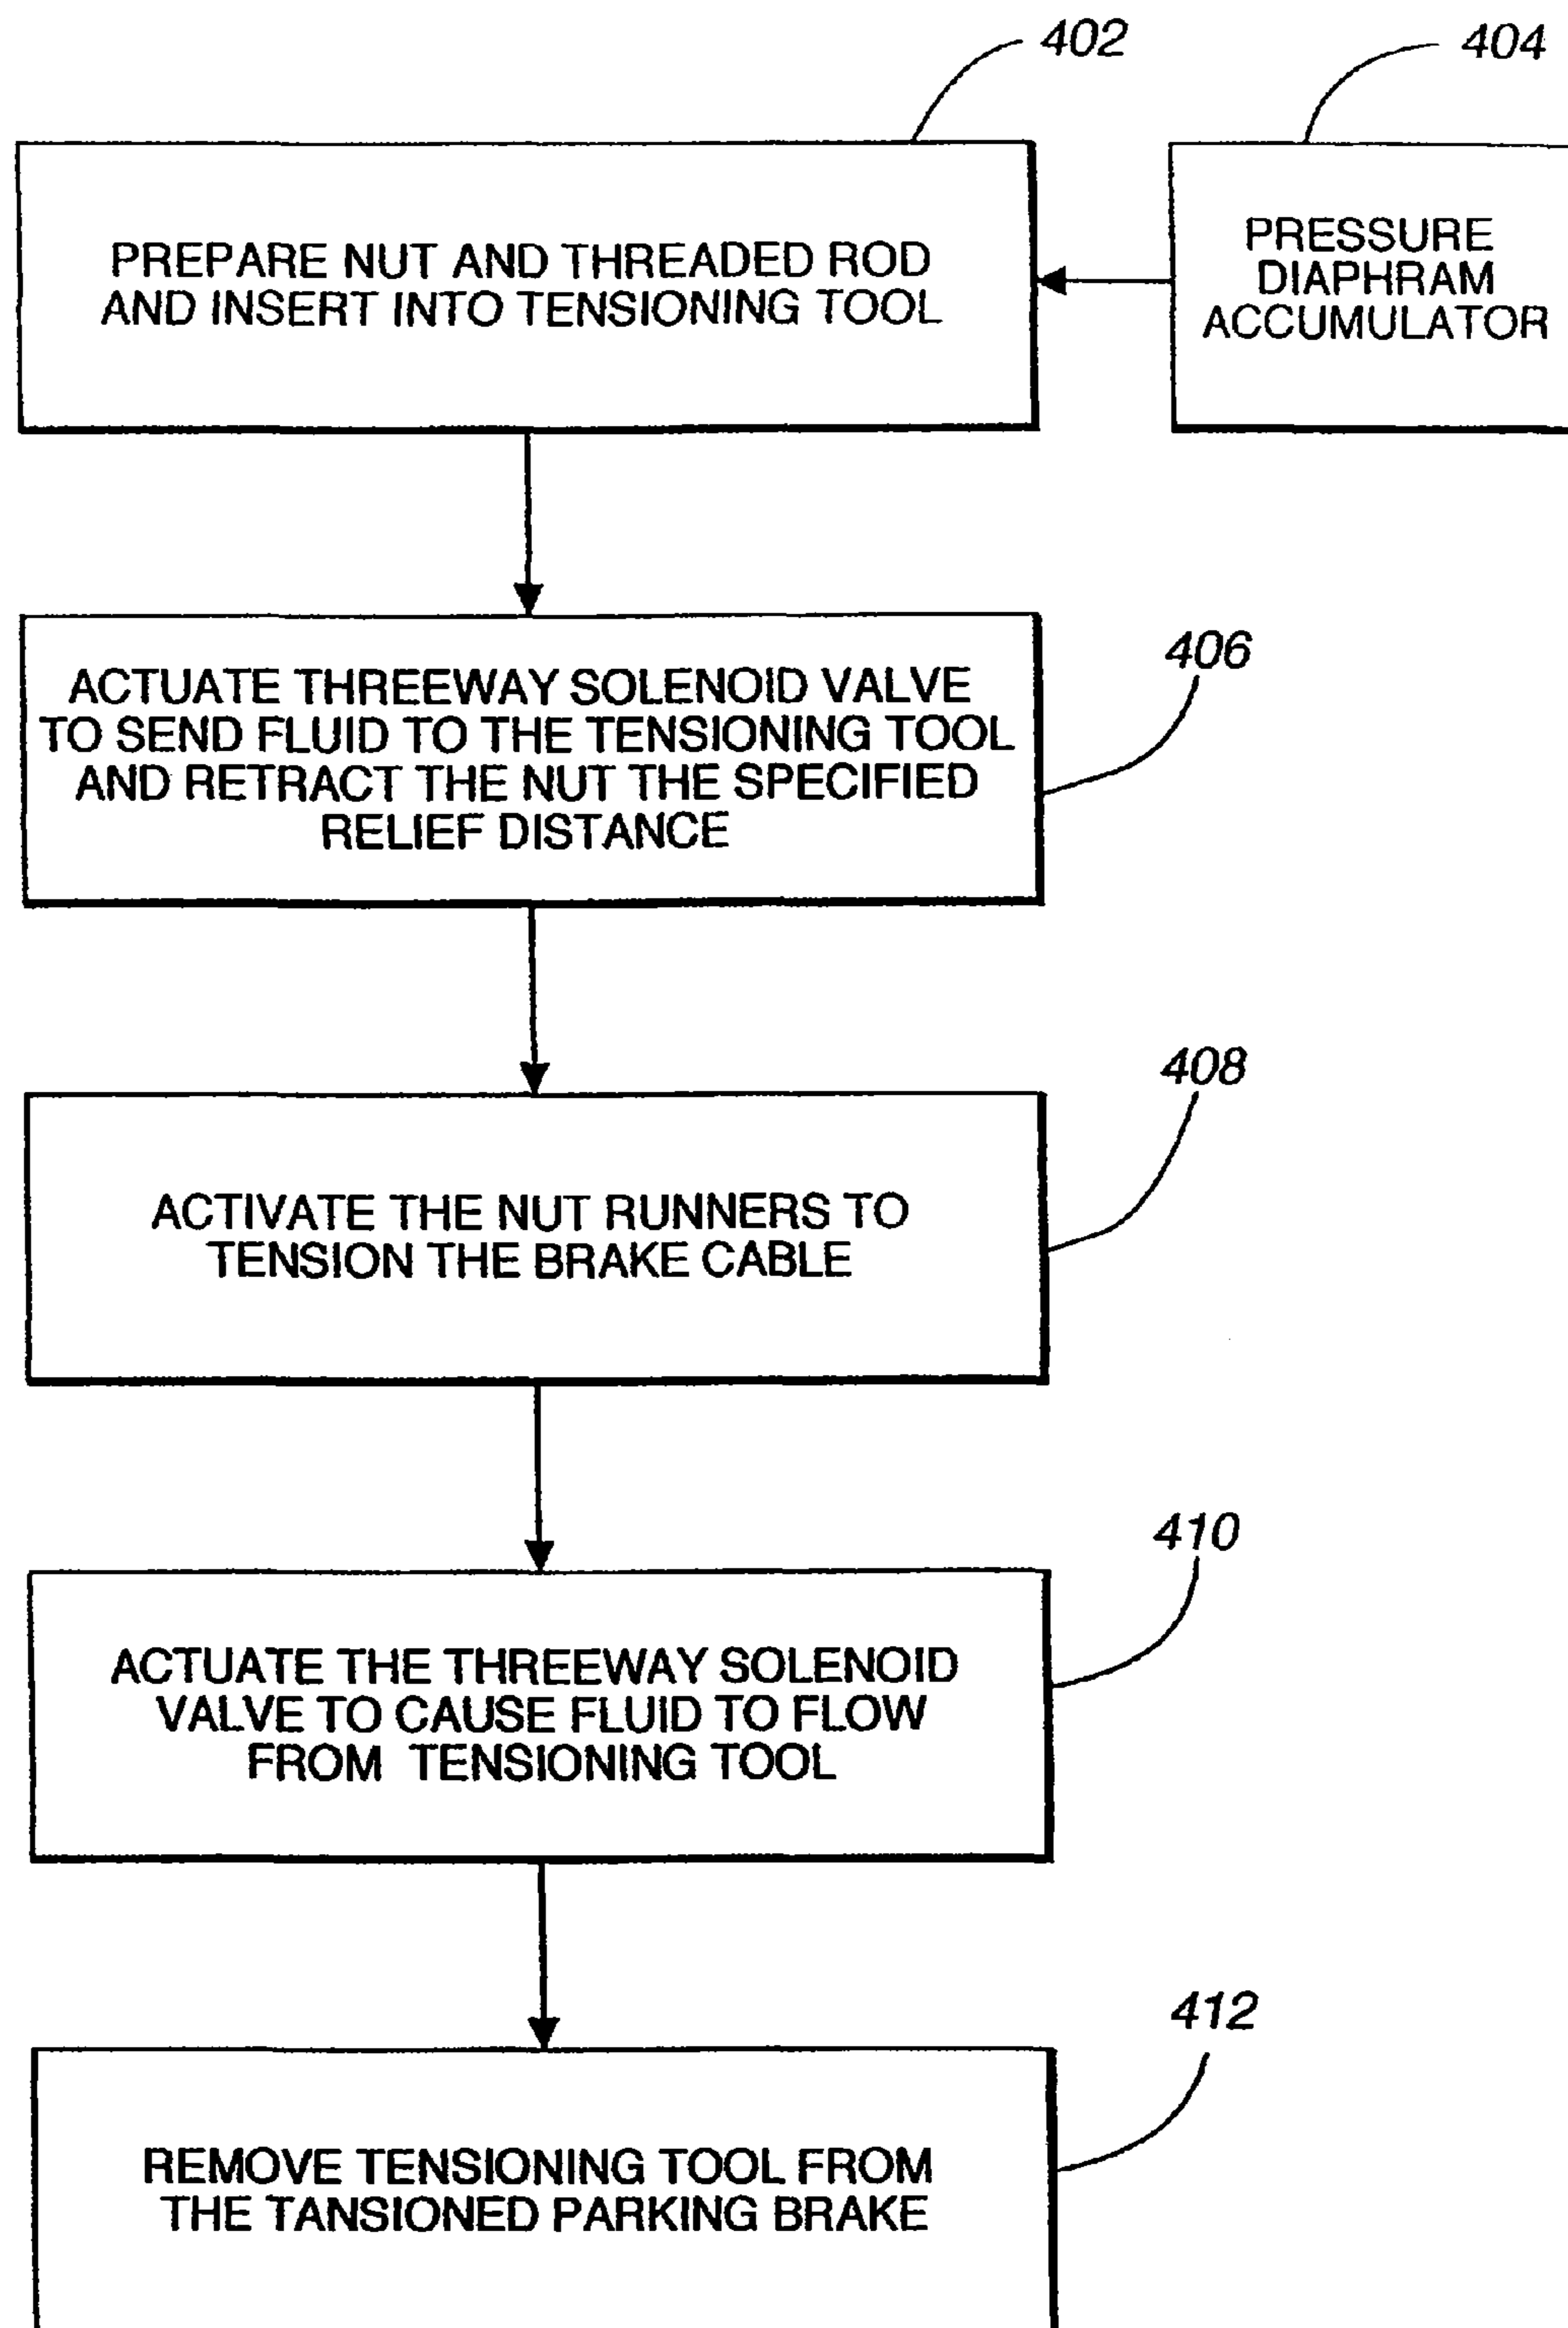 402
404
PREPARE NUT AND THREADED ROD
AND INSERT INTO TENSIONING TOOL
PRESSURE
DIAPHRAM
ACCUMULATOR
406
ACTUATE THREEWAY SOLENOID VALVE
TO SEND FLUID TO THE TENSIONING TOOL
AND RETRACT THE NUT THE SPECIFIED
RELIEF DISTANCE
408
ACTIVATE THE NUT RUNNERS TO
TENSION THE BRAKE CABLE
410
ACTUATE THE THREEWAY SOLENOID
VALVE TO CAUSE FLUID TO FLOW
FROM TENSIONING TOOL
412
REMOVE TENSIONING TOOL FROM
THE TANSIONED PARKING BRAKE